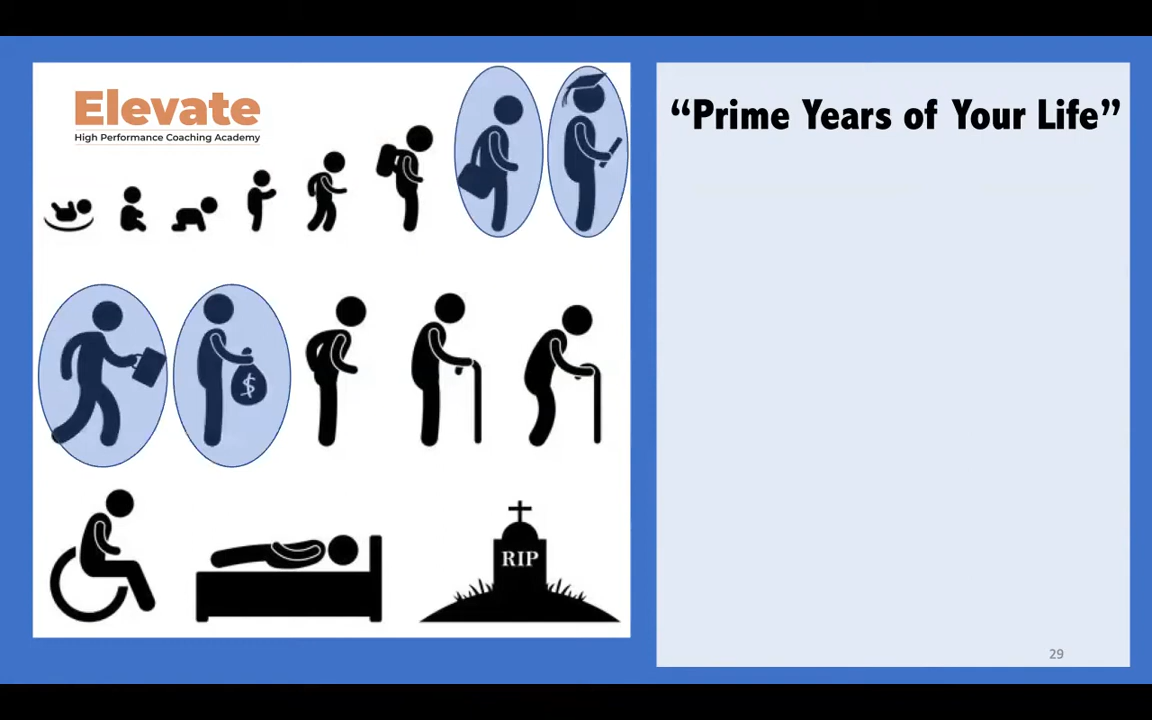 Elevate
High Performance Coaching Academy
“Prime Years of Your Life”
$
RIP
29